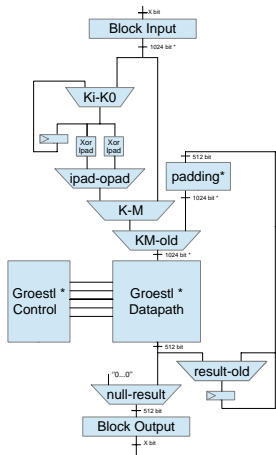 X bit
Block Input
1024 bit *
Ki-K0
Xor
Ipad
Xor
Ipad
512 bit
ipad-opad
padding*
K-M
1024 bit *
KM-old
1024 bit *
Groestl *
Control
Groestl *
Datapath
512 bit
"0...0"
result-old
null-result
512 bit
Block Output
X bit